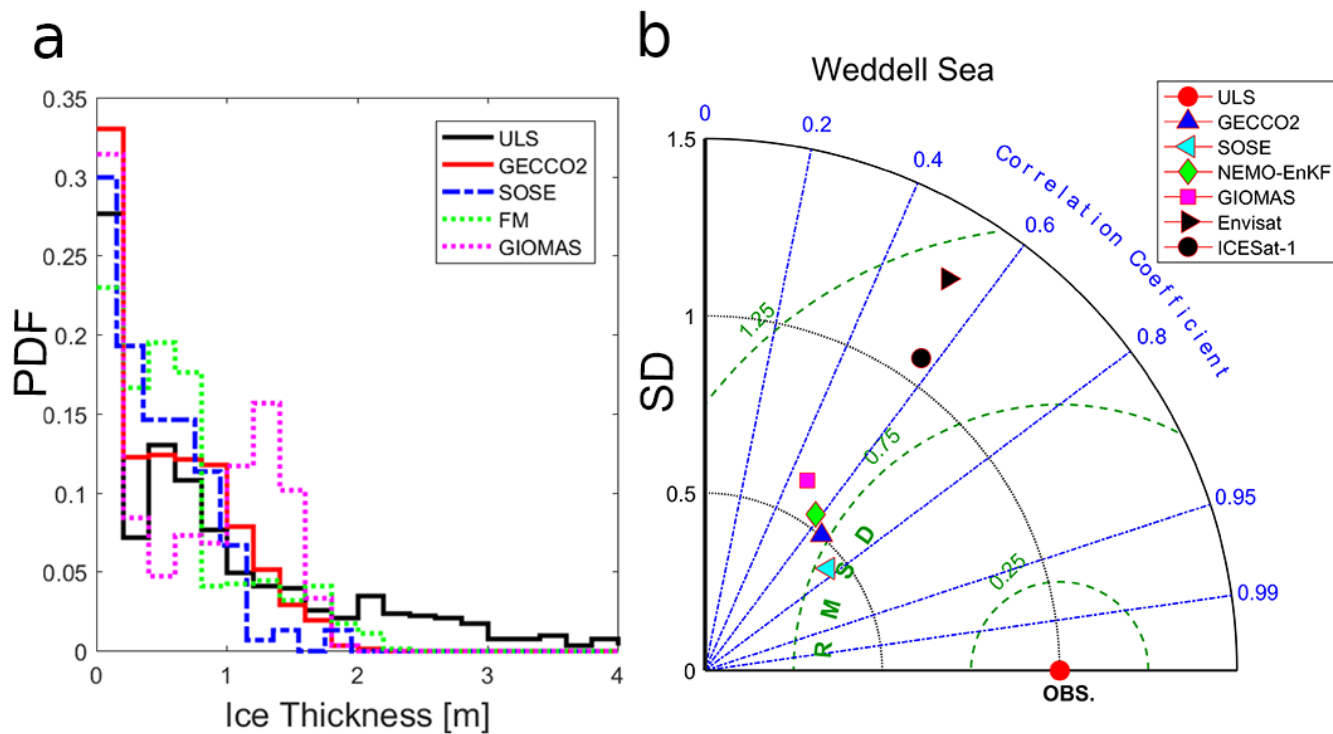 a
0.35
0.3
0.25
0.2
0.15
0.1
0.05
0
0
1
2
3
4
PDF
Ice Thickness [m]
ULS
GECCO2
SOSE
FM
GIOMAS
b
Weddell Sea
ULS
GECCO2
SOSE
NEMO-EnKF
GIOMAS
Envisat
ICESat-1
SD
1.5
1
0.5
0
0
0.2
0.4
0.6
0.8
0.95
0.99
Correlation Coefficient
1.25
0.75
0.25
RMSD
OBS.